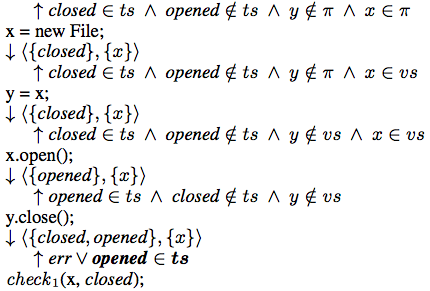 ↑ closed ∈ ts ∧ opened ∉ ts ∧ y ∉ π ∧ x ∈ π
x = new File;
↓ ⟨{closed}, {x}⟩
↑ closed ∈ ts ∧ opened ∉ ts ∧ y ∉ π ∧ x ∈ vs
y = x;
↓ ⟨{closed}, {x}⟩
↑ closed ∈ ts ∧ opened ∉ ts ∧ y ∉ vs ∧ x ∈ vs
x.open();
↓ ⟨{opened}, {x}⟩
↑ opened ∈ ts ∧ closed ∉ ts ∧ y ∉ vs
y.close();
↓ ⟨{closed, opened}, {x}⟩
↑ err ∨ opened ∈ ts
check₁(x, closed);